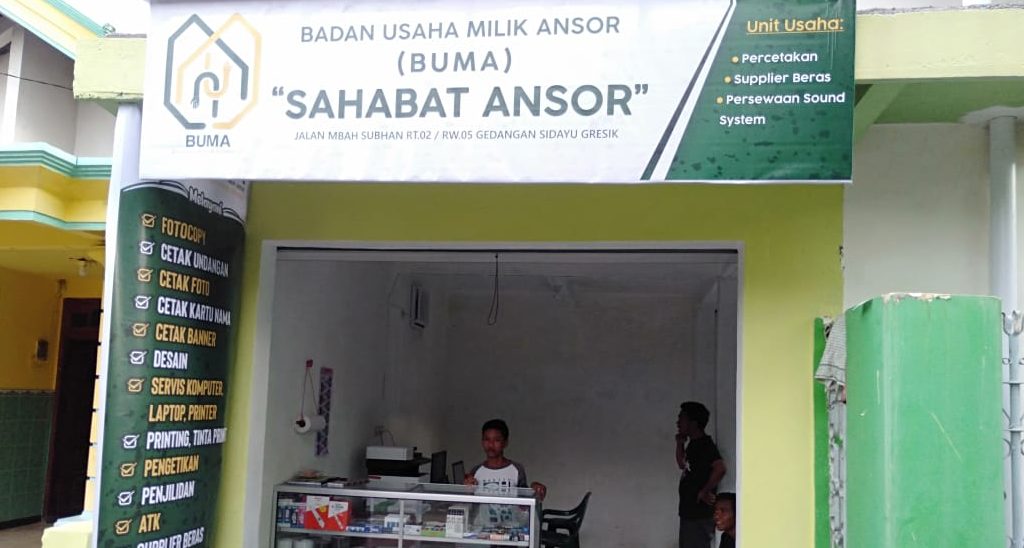 BADAN USAHA MILIK ANSOR
(BUMA)
"SAHABAT ANSOR"
JALAN MBAH SUBHAN RT.02 / RW.05 GEDANGAN SIDAYU GRESIK
BUMA
Unit Usaha:
Percetakan
Supplier Beras
Persewaan Sound
System
Melayani
FOTOCOPY
CETAK UNDANGAN
CETAK FOTO
CETAK KARTU NAMA
CETAK BANNER
DESAIN
SERVIS KOMPUTER,
LAPTOP, PRINTER
PRINTING, TINTA PRINT
PENGETIKAN
PENJILIDAN
ATK
SUPPLIER BERAS